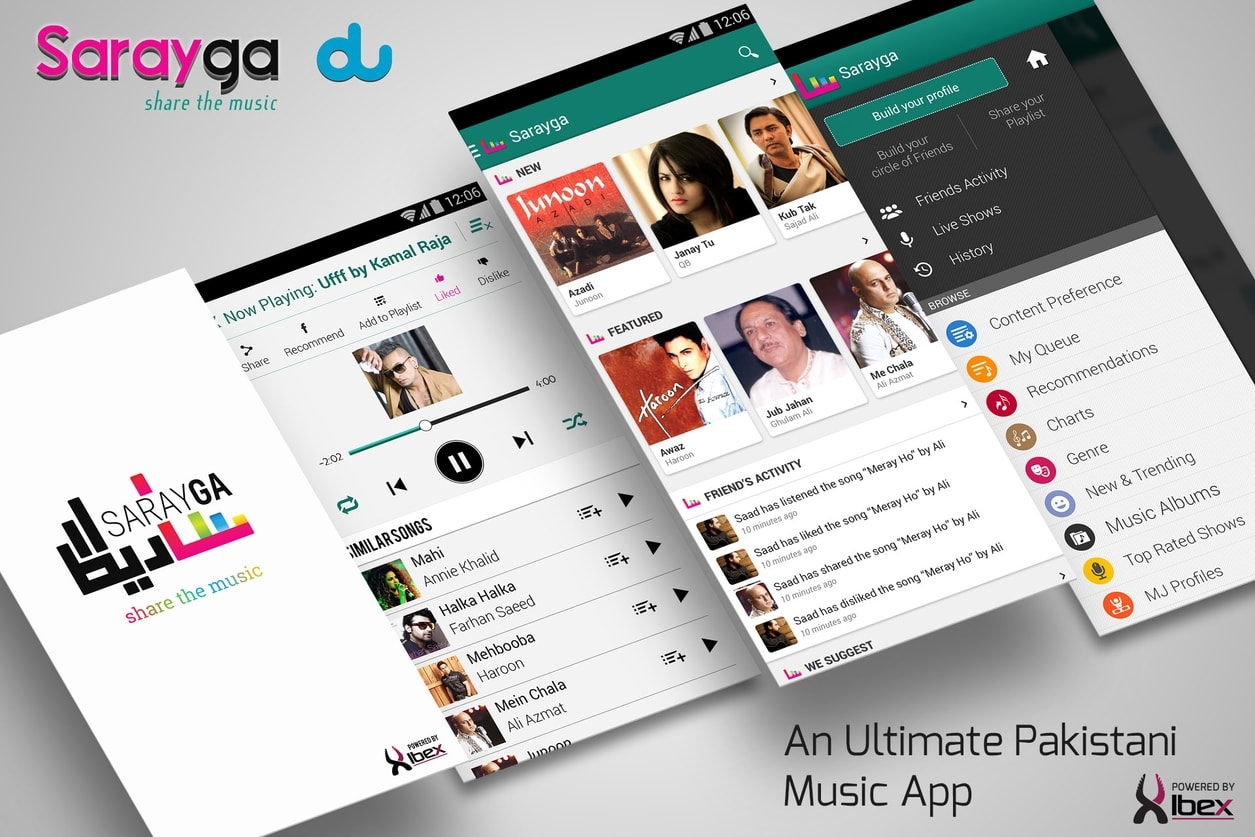 Sarayga
du
share the music
SARAYGA
share the music
POWERED BY
Ibex
12:06
Now Playing: Ufff by Kamal Raja
Share
Recommend
Add to Playlist
Liked
Dislike
-2:02
4:00
SIMILAR SONGS
Mahi
Annie Khalid
Halka Halka
Farhan Saeed
Mehbooba
Haroon
Mein Chala
Ali Azmat
Junoon
12:06
Sarayga
NEW
Junoon
AZADI
Azadi
Junoon
Janay Tu
QB
Kub Tak
Sajad Ali
FEATURED
Haroon
Awaz
Haroon
Jub Jahan
Ghulam Ali
Me Chala
Ali Azmat
FRIEND'S ACTIVITY
Saad has listened the song "Meray Ho" by Ali
10 minutes ago
Saad has liked the song "Meray Ho" by Ali
10 minutes ago
Saad has shared the song "Meray Ho" by Ali
10 minutes ago
Saad has disliked the song "Meray Ho" by Ali
10 minutes ago
WE SUGGEST
Sarayga
Build your profile
Build your
circle of Friends
Share your
Playlist
Friends Activity
Live Shows
History
BROWSE
Content Preference
My Queue
Recommendations
Charts
Genre
New & Trending
Music Albums
Top Rated Shows
MJ Profiles
An Ultimate Pakistani
Music App
POWERED BY
Ibex